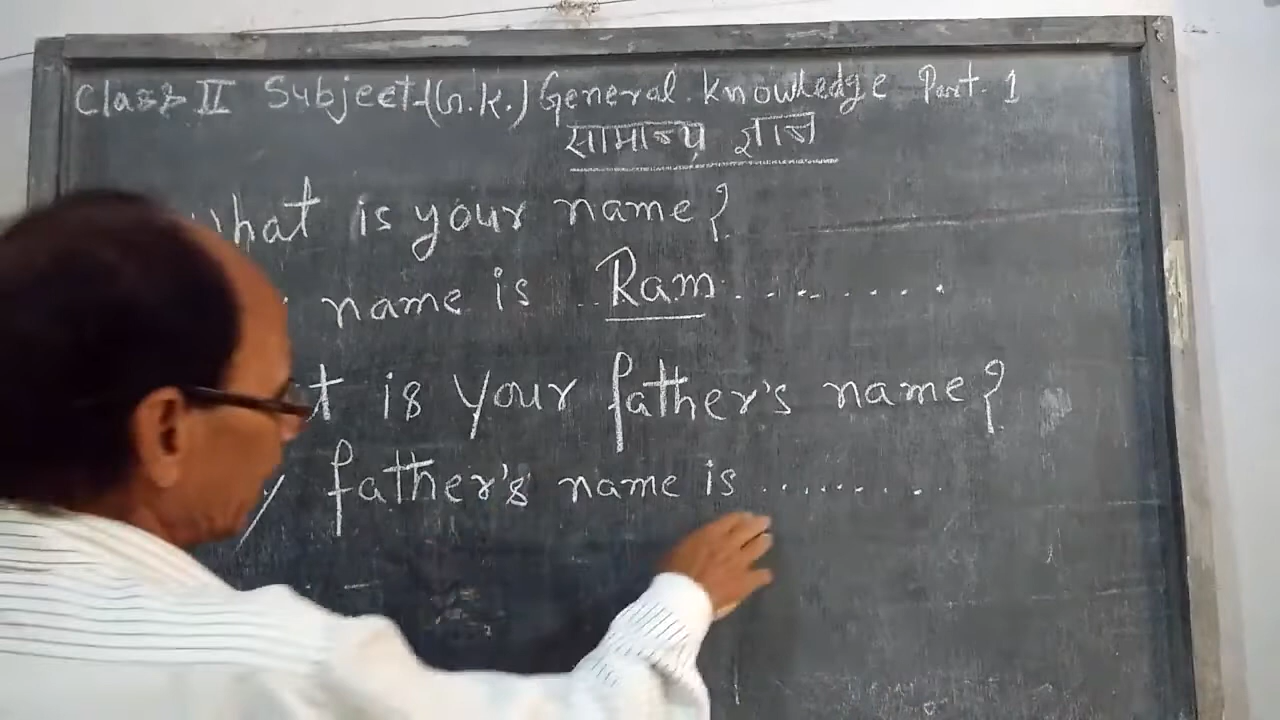 Class II Subject-(G.K.) General Knowledge Part-1
सामान्य ज्ञान
What is your name?
name is ..Ram........
is your father's name?
father's name is .........